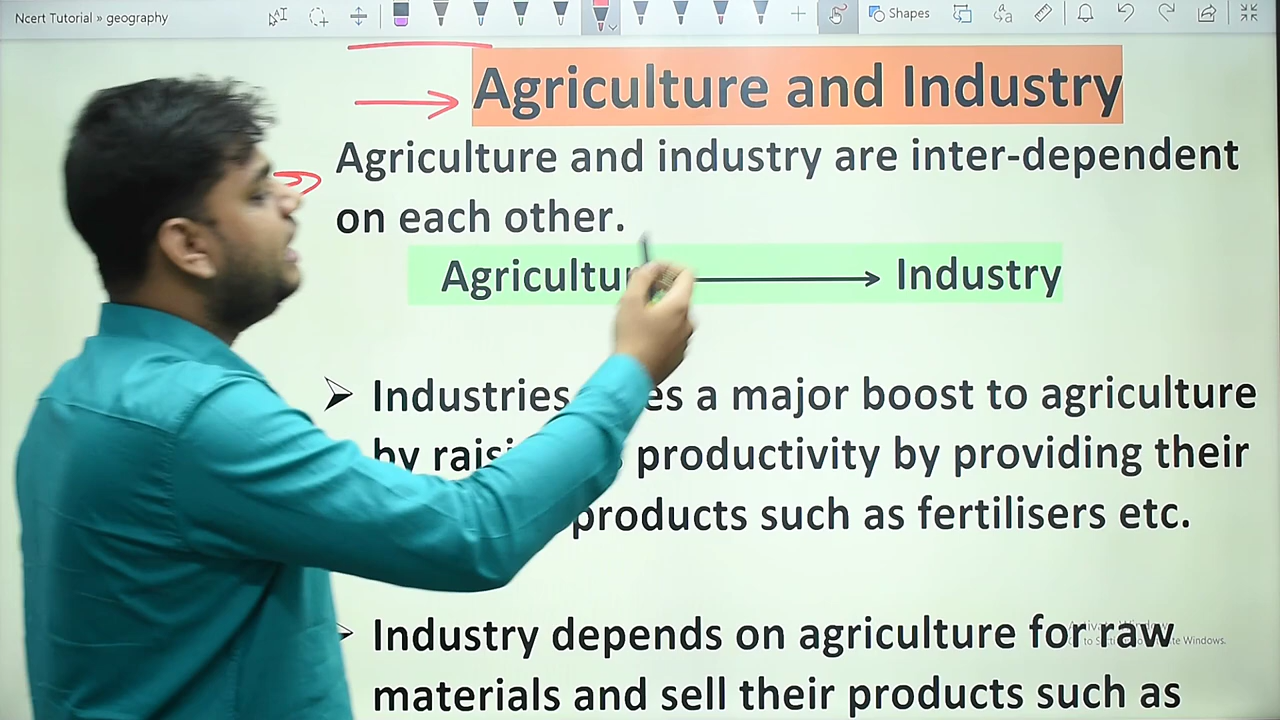 Ncert Tutorial » geography
Shapes
Agriculture and Industry
Agriculture and industry are inter-dependent
on each other.
Industry
Industries a major boost to agriculture
by productivity by providing their
products such as fertilisers etc.
Industry depends on agriculture for raw
materials and sell their products such as